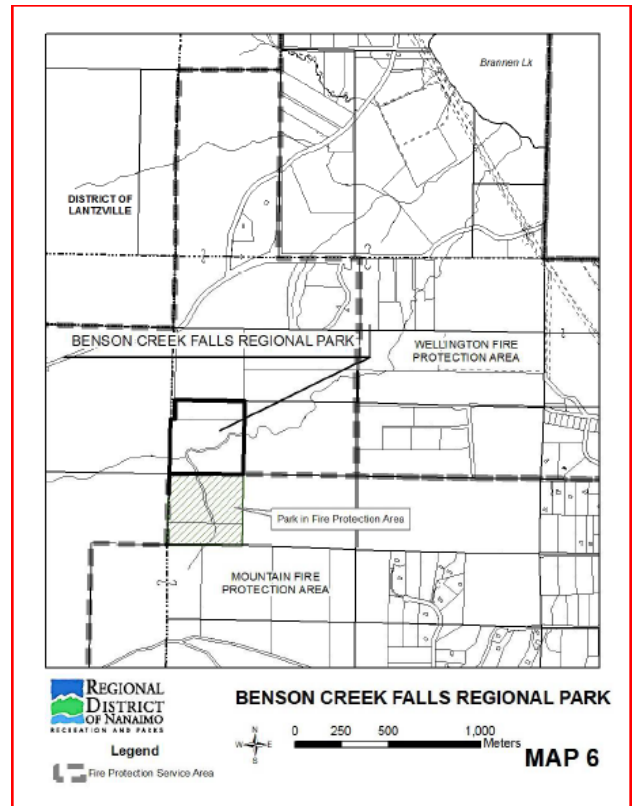 Brannen Lk
DISTRICT OF
LANTZVILLE
BENSON CREEK FALLS REGIONAL PARK
WELLINGTON FIRE
PROTECTION AREA
Park in Fire Protection Area
MOUNTAIN FIRE
PROTECTION AREA
REGIONAL
DISTRICT
OF NANAIMO
RECREATION AND PARKS
Legend
Fire Protection Service Area
BENSON CREEK FALLS REGIONAL PARK
N
W E
S
0 250 500 1,000
Meters
MAP 6